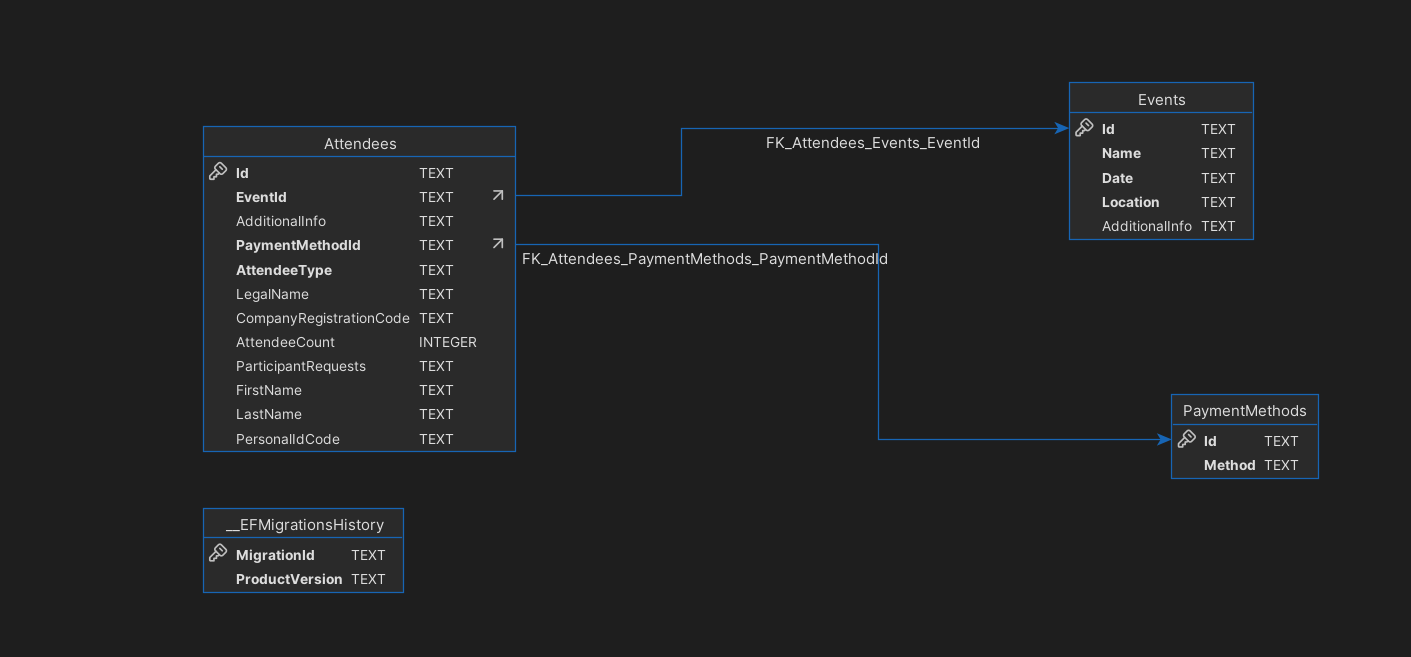 Attendees
Id TEXT
EventId TEXT
AdditionalInfo TEXT
PaymentMethodId TEXT
AttendeeType TEXT
LegalName TEXT
CompanyRegistrationCode TEXT
AttendeeCount INTEGER
ParticipantRequests TEXT
FirstName TEXT
LastName TEXT
PersonalIdCode TEXT
FK_Attendees_Events_EventId
FK_Attendees_PaymentMethods_PaymentMethodId
Events
Id TEXT
Name TEXT
Date TEXT
Location TEXT
AdditionalInfo TEXT
PaymentMethods
Id TEXT
Method TEXT
__EFMigrationsHistory
MigrationId TEXT
ProductVersion TEXT